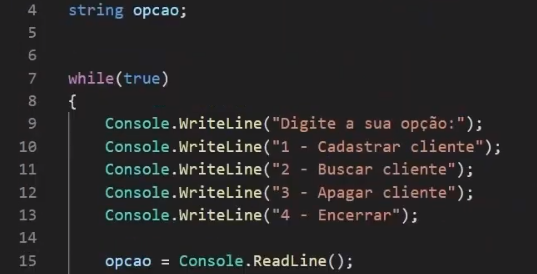 4 string opcao;
5
6
7 while(true)
8 {
9 Console.WriteLine("Digite a sua opção:");
10 Console.WriteLine("1 - Cadastrar cliente");
11 Console.WriteLine("2 - Buscar cliente");
12 Console.WriteLine("3 - Apagar cliente");
13 Console.WriteLine("4 - Encerrar");
14
15 opcao = Console.ReadLine();